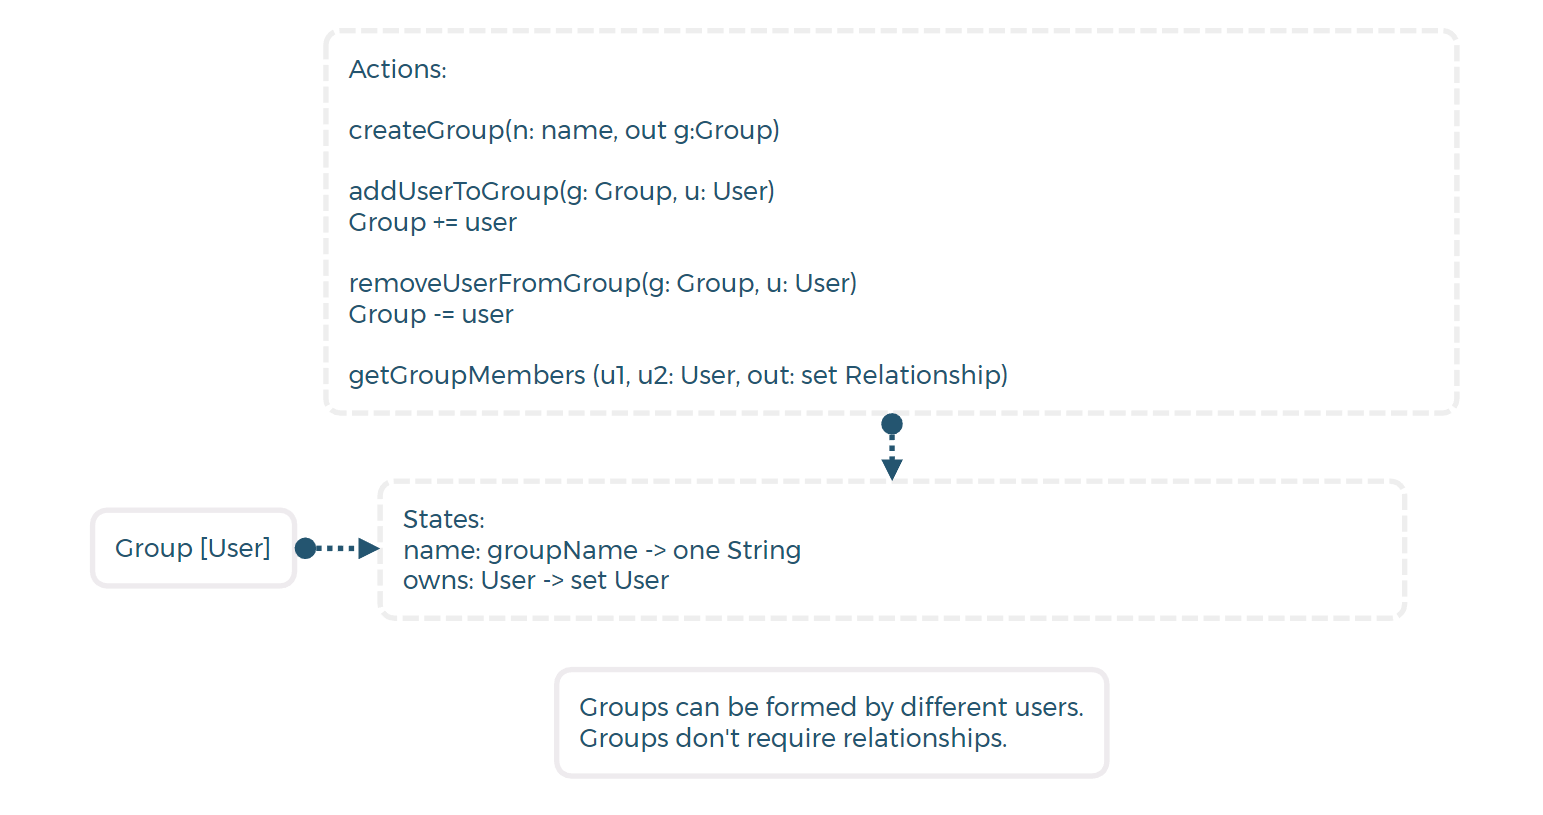 Actions:
createGroup(n: name, out g:Group)
addUserToGroup(g: Group, u: User)
Group += user
removeUserFromGroup(g: Group, u: User)
Group -= user
getGroupMembers (u1, u2: User, out: set Relationship)
Group [User]
States:
name: groupName -> one String
owns: User -> set User
Groups can be formed by different users.
Groups don't require relationships.